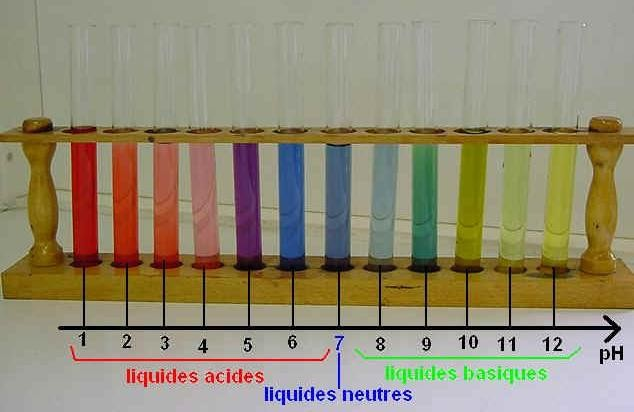 1 2 3 4 5 6 7 8 9 10 11 12
pH
liquides acides
liquides basiques
liquides neutres